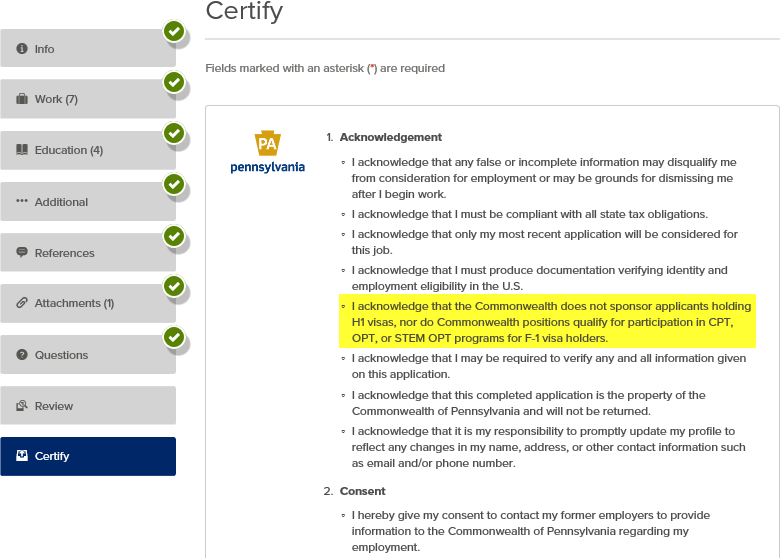 Certify
Info
Work (7)
Education (4)
Additional
References
Attachments (1)
Questions
Review
Certify
Fields marked with an asterisk (*) are required
PA
pennsylvania
1. Acknowledgement
◦ I acknowledge that any false or incomplete information may disqualify me
from consideration for employment or may be grounds for dismissing me
after I begin work.
◦ I acknowledge that I must be compliant with all state tax obligations.
◦ I acknowledge that only my most recent application will be considered for
this job.
◦ I acknowledge that I must produce documentation verifying identity and
employment eligibility in the U.S.
◦ I acknowledge that the Commonwealth does not sponsor applicants holding
H1 visas, nor do Commonwealth positions qualify for participation in CPT,
OPT, or STEM OPT programs for F-1 visa holders.
◦ I acknowledge that I may be required to verify any and all information given
on this application.
◦ I acknowledge that this completed application is the property of the
Commonwealth of Pennsylvania and will not be returned.
◦ I acknowledge that it is my responsibility to promptly update my profile to
reflect any changes in my name, address, or other contact information such
as email and/or phone number.
2. Consent
◦ I hereby give my consent to contact my former employers to provide
information to the Commonwealth of Pennsylvania regarding my
employment.